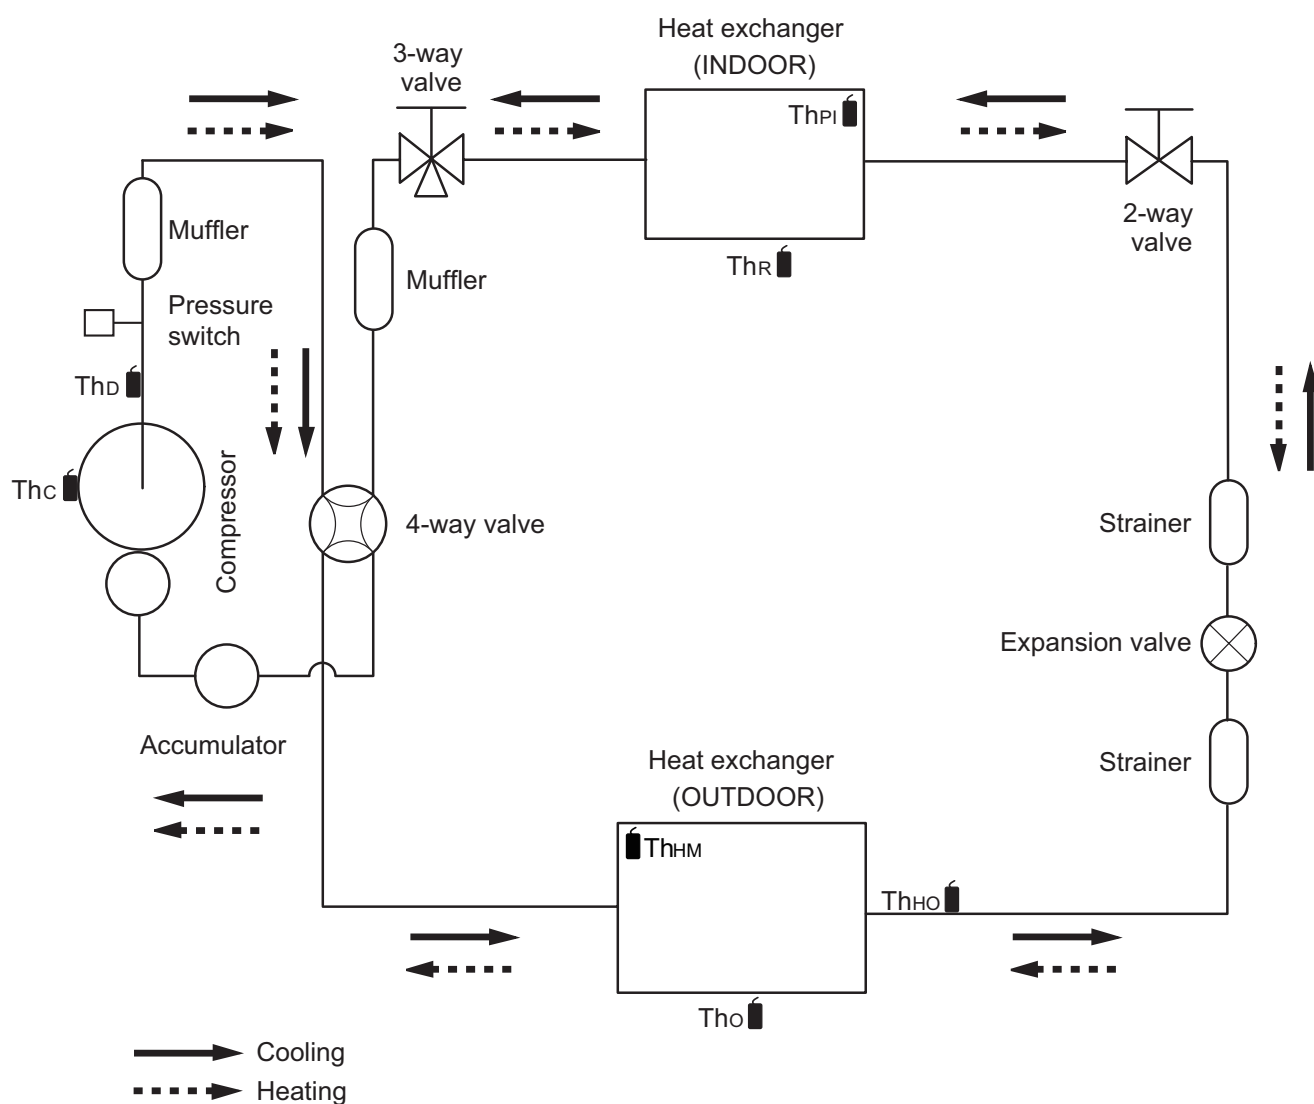 Heat exchanger
(INDOOR)
3-way
valve
ThPI
Muffler
2-way
valve
ThR
Muffler
Pressure
switch
ThD
ThC
Compressor
4-way valve
Strainer
Expansion valve
Accumulator
Heat exchanger
(OUTDOOR)
Strainer
ThHM
ThHO
ThO
Cooling
Heating